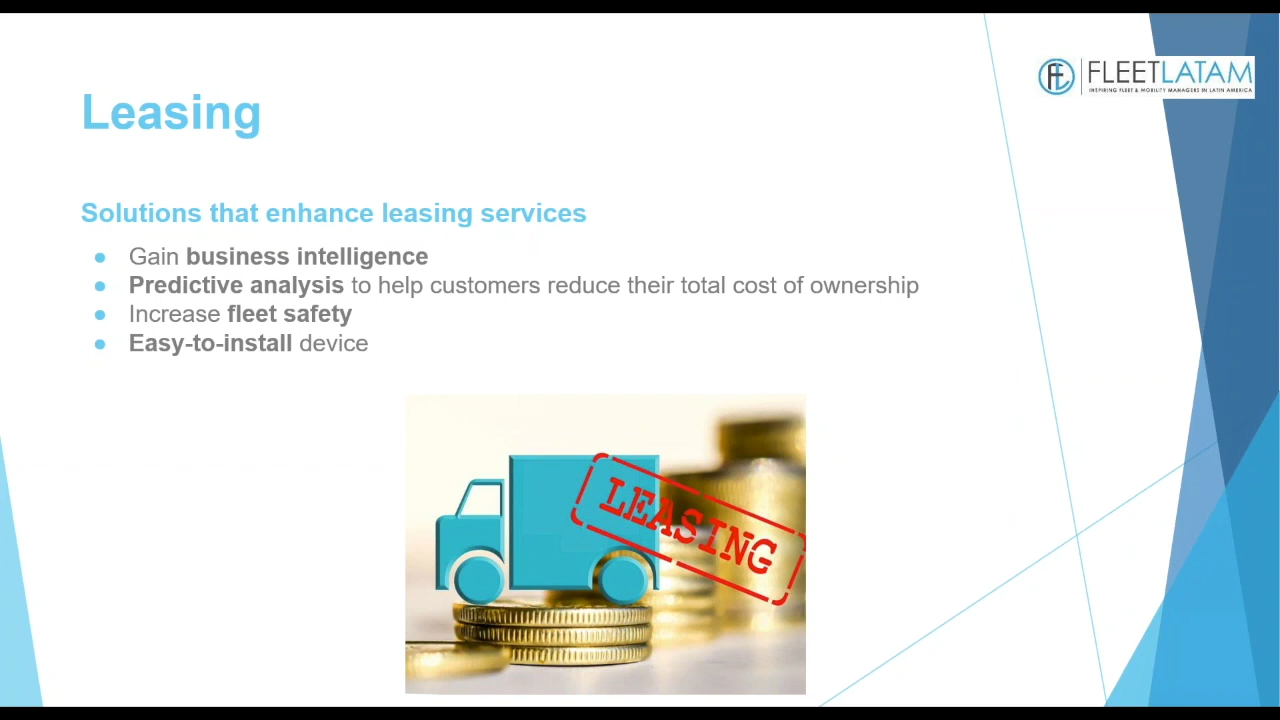 FLEETLATAM
INSPIRING FLEET & MOBILITY MANAGERS IN LATIN AMERICA
Leasing
Solutions that enhance leasing services
● Gain business intelligence
● Predictive analysis to help customers reduce their total cost of ownership
● Increase fleet safety
● Easy-to-install device
LEASING